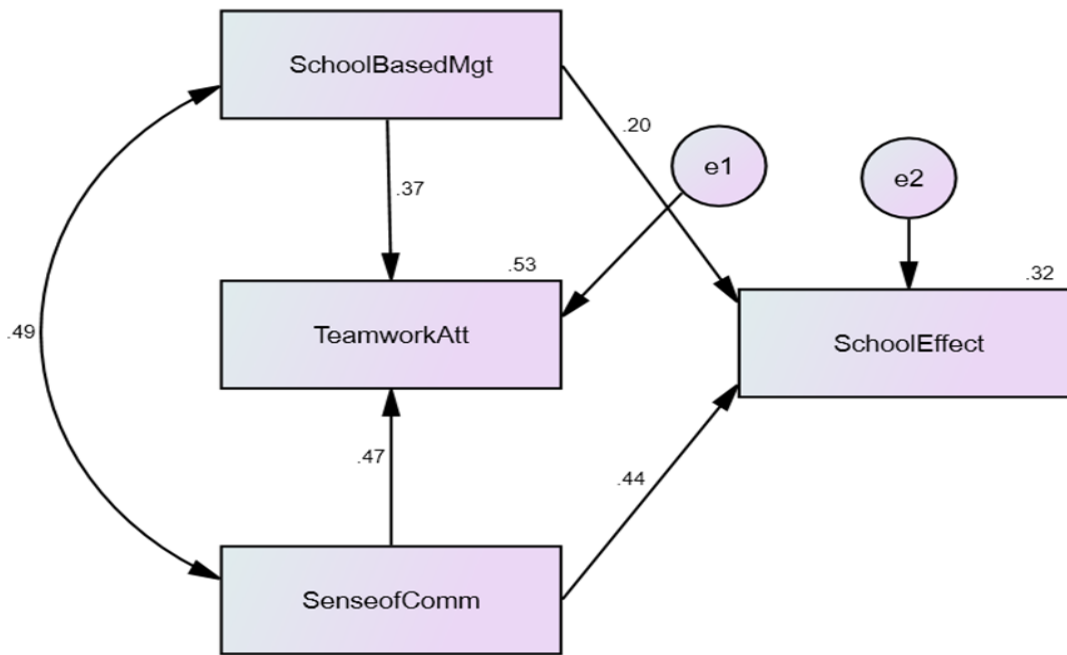 SchoolBasedMgt
.20
e1
e2
.37
.53
.32
.49
TeamworkAtt
SchoolEffect
.47
.44
SenseofComm